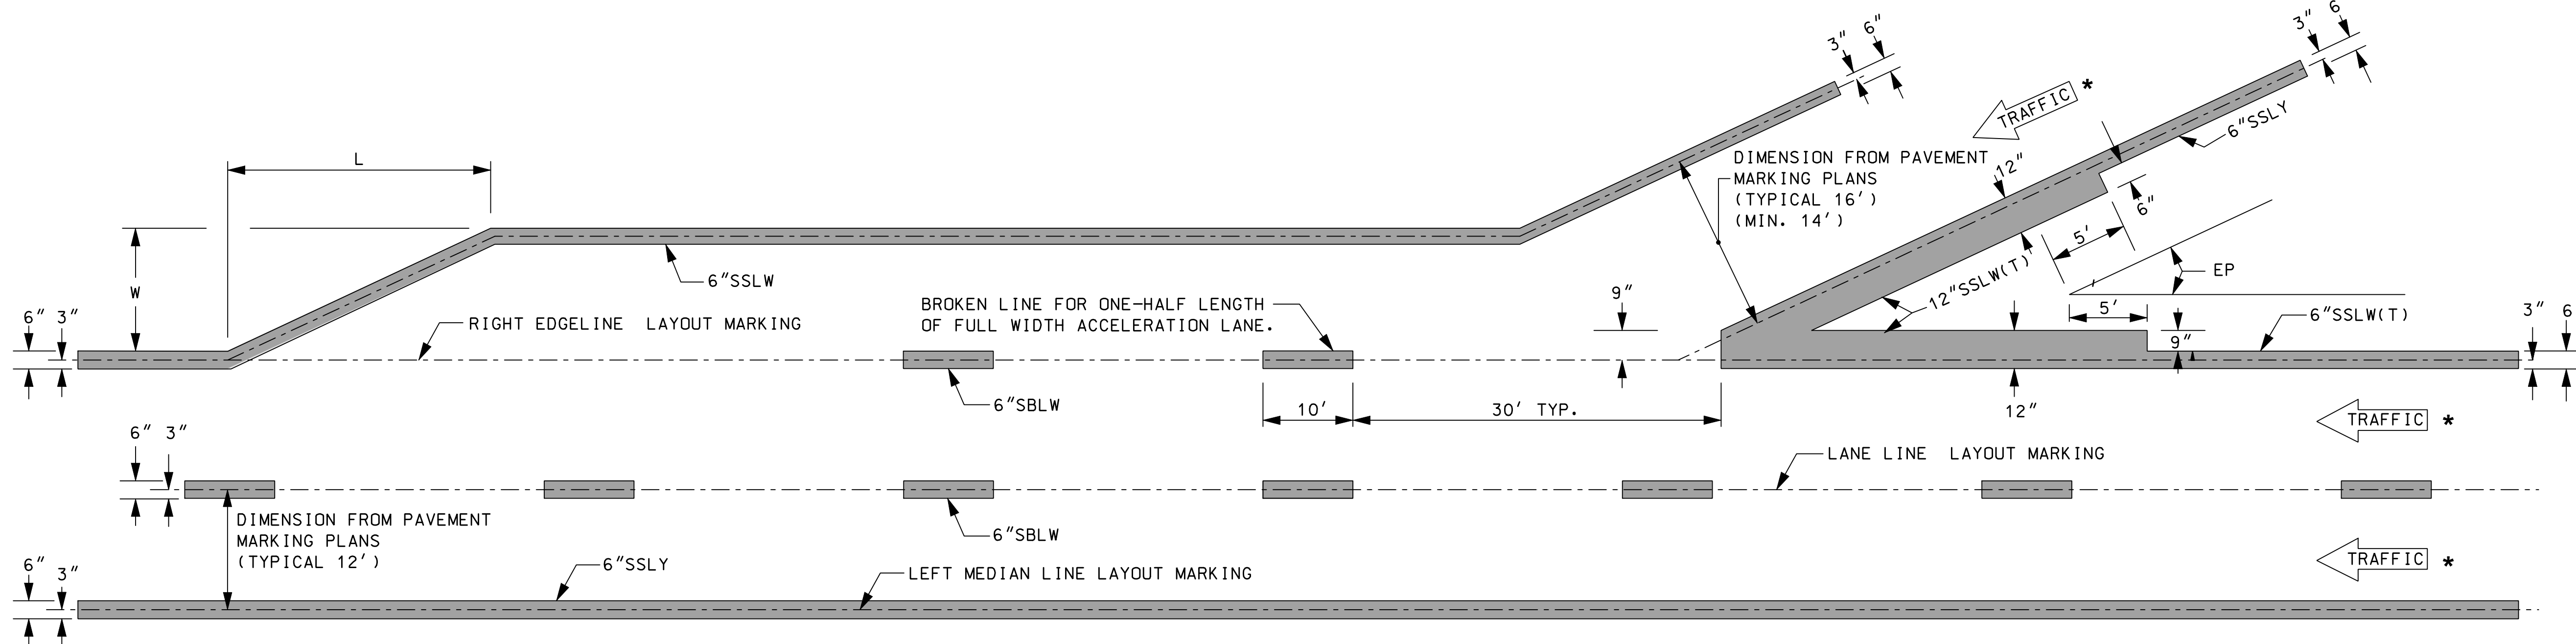 3″
6″
3″
6
TRAFFIC *
6″SSLY
DIMENSION FROM PAVEMENT
MARKING PLANS
(TYPICAL 16′)
(MIN. 14′)
12″
L
6″
5′
W
6″SSLW
12″SSLW(T)
EP
9″
BROKEN LINE FOR ONE-HALF LENGTH
OF FULL WIDTH ACCELERATION LANE.
6″ 3″
RIGHT EDGELINE LAYOUT MARKING
5′
6″SSLW(T)
3″
6
9″
6″SBLW
10′
30′ TYP.
12″
TRAFFIC *
6″ 3″
LANE LINE LAYOUT MARKING
DIMENSION FROM PAVEMENT
MARKING PLANS
(TYPICAL 12′)
6″SBLW
6″ 3″
6″SSLY
LEFT MEDIAN LINE LAYOUT MARKING
TRAFFIC *